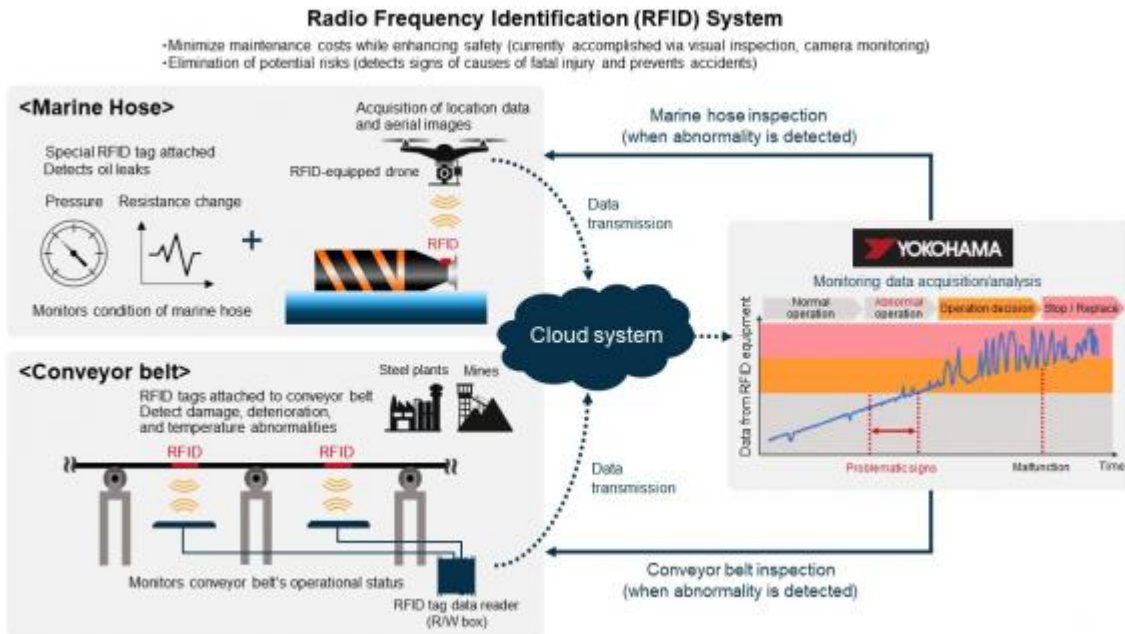 Radio Frequency Identification (RFID) System
•Minimize maintenance costs while enhancing safety (currently accomplished via visual inspection, camera monitoring)
•Elimination of potential risks (detects signs of causes of fatal injury and prevents accidents)
<Marine Hose>
Acquisition of location data
and aerial images
Special RFID tag attached
Detects oil leaks
RFID-equipped drone
Pressure
Resistance change
+
RFID
Monitors condition of marine hose
Data
transmission
Marine hose inspection
(when abnormality is detected)
Cloud system
YOKOHAMA
Monitoring data acquisition/analysis
Normal
operation
Abnormal
operation
Operation decision
Stop / Replace
Data from RFID equipment
Problematic signs
Malfunction
Time
<Conveyor belt>
RFID tags attached to conveyor belt
Detect damage, deterioration,
and temperature abnormalities
Steel plants
Mines
RFID
RFID
Monitors conveyor belt's operational status
RFID tag data reader
(R/W box)
Data
transmission
Conveyor belt inspection
(when abnormality is detected)